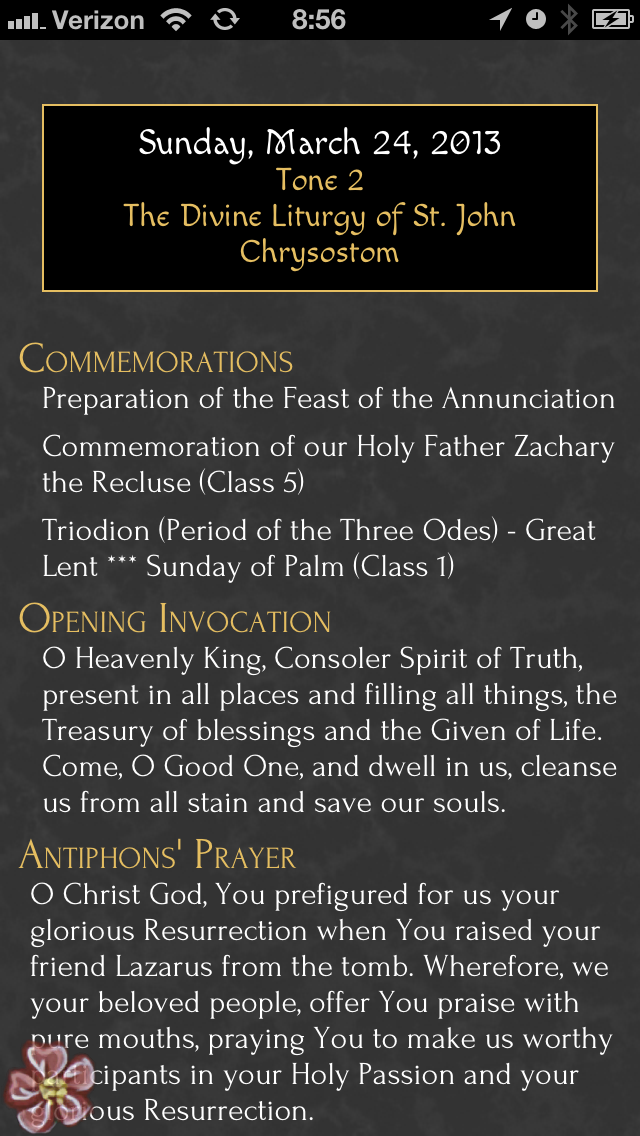 Verizon 8:56
Sunday, March 24, 2013
Tone 2
The Divine Liturgy of St. John
Chrysostom
Commemorations
Preparation of the Feast of the Annunciation
Commemoration of our Holy Father Zachary
the Recluse (Class 5)
Triodion (Period of the Three Odes) - Great
Lent *** Sunday of Palm (Class 1)
Opening Invocation
O Heavenly King, Consoler Spirit of Truth,
present in all places and filling all things, the
Treasury of blessings and the Given of Life.
Come, O Good One, and dwell in us, cleanse
us from all stain and save our souls.
Antiphons' Prayer
O Christ God, You prefigured for us your
glorious Resurrection when You raised your
friend Lazarus from the tomb. Wherefore, we
your beloved people, offer You praise with
pure mouths, praying You to make us worthy
participants in your Holy Passion and your
glorious Resurrection.